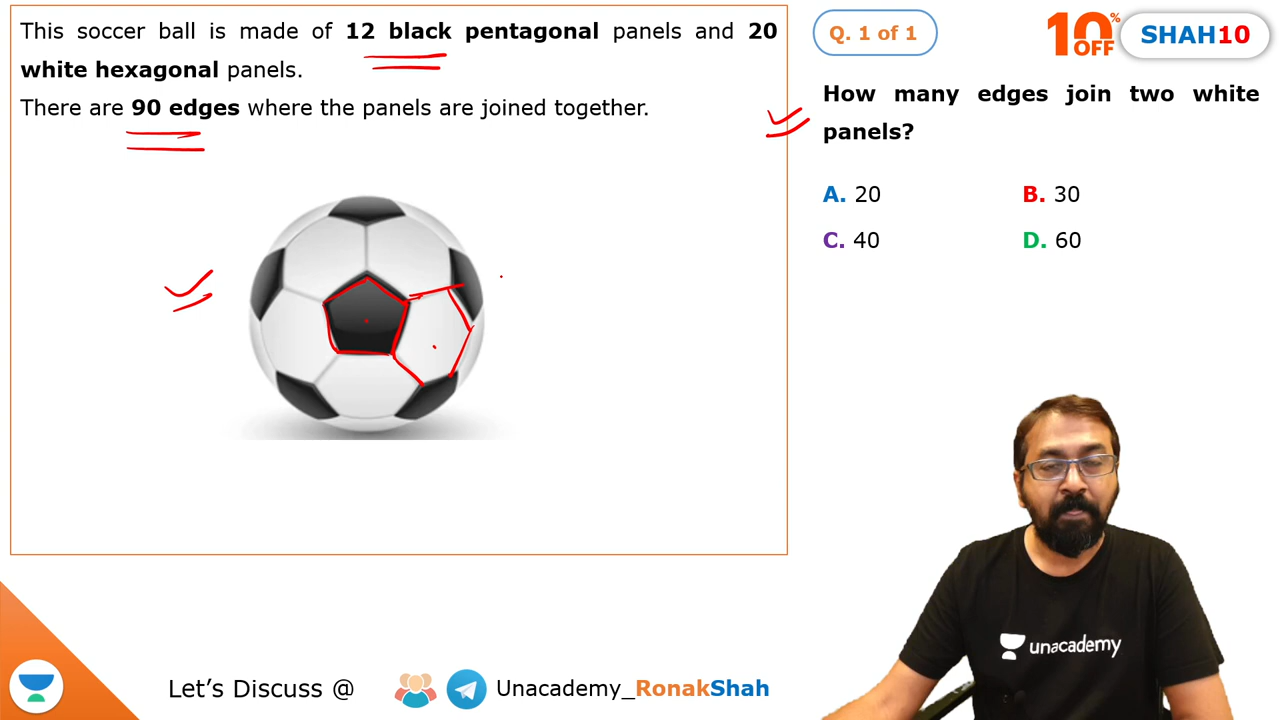 This soccer ball is made of 12 black pentagonal panels and 20
white hexagonal panels.
There are 90 edges where the panels are joined together.
Q. 1 of 1
10% OFF
SHAH10
How many edges join two white
panels?
A. 20
B. 30
C. 40
D. 60
unacademy
Let's Discuss @
Unacademy_RonakShah